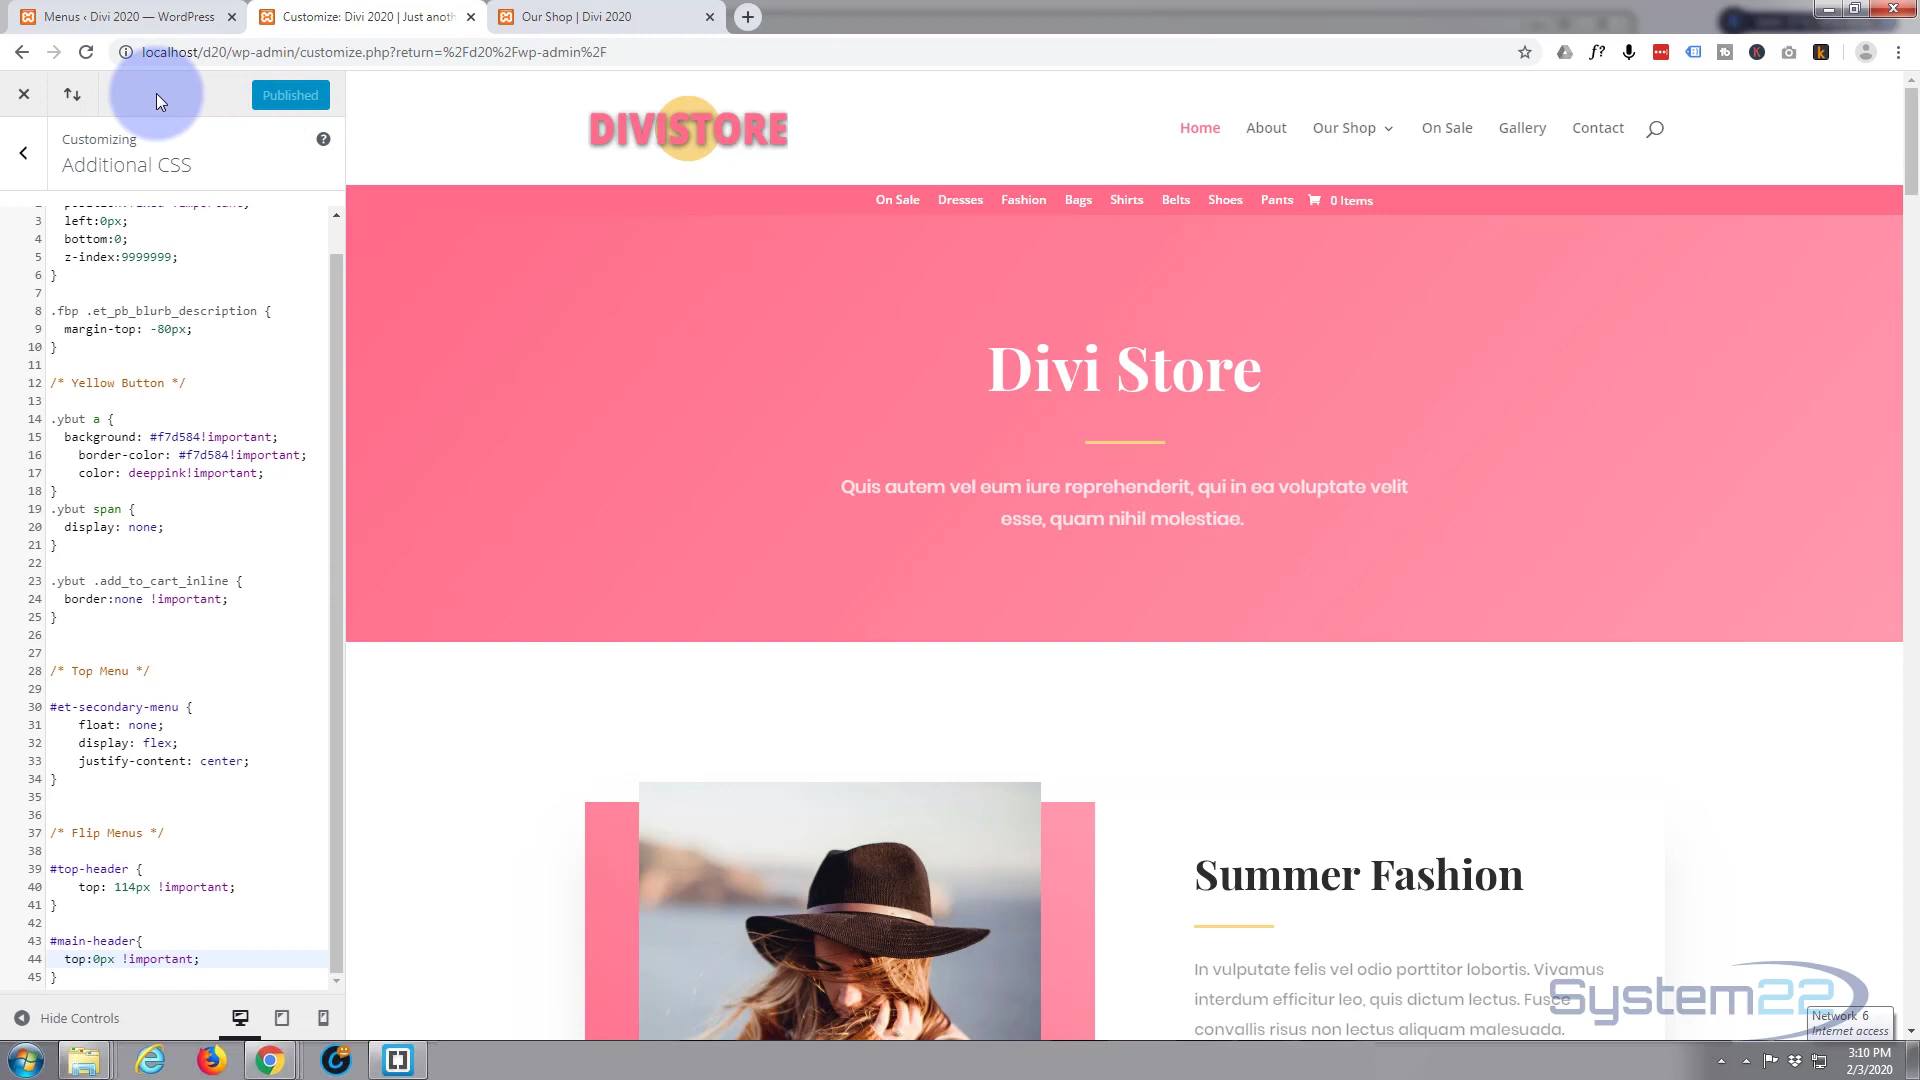 Menus ‹ Divi 2020 — WordPress
Customize: Divi 2020 | Just anoth
Our Shop | Divi 2020
localhost/d20/wp-admin/customize.php?return=%2Fd20%2Fwp-admin%2F
Published
Customizing
Additional CSS
3 left:0px;
4 bottom:0;
5 z-index:9999999;
6 }
7
8 .fbp .et_pb_blurb_description {
9 margin-top: -80px;
10 }
11
12 /* Yellow Button */
13
14 .ybut a {
15 background: #f7d584!important;
16 border-color: #f7d584!important;
17 color: deeppink!important;
18 }
19 .ybut span {
20 display: none;
21 }
22
23 .ybut .add_to_cart_inline {
24 border:none !important;
25 }
26
27
28 /* Top Menu */
29
30 #et-secondary-menu {
31 float: none;
32 display: flex;
33 justify-content: center;
34 }
35
36
37 /* Flip Menus */
38
39 #top-header {
40 top: 114px !important;
41 }
42
43 #main-header{
44 top:0px !important;
45 }
Hide Controls
DIVISTORE
Home About Our Shop On Sale Gallery Contact
On Sale Dresses Fashion Bags Shirts Belts Shoes Pants 0 Items
Divi Store
Quis autem vel eum iure reprehenderit, qui in ea voluptate velit
esse, quam nihil molestiae.
Summer Fashion
In vulputate felis vel odio porttitor lobortis. Vivamus
interdum efficitur leo, quis dictum lectus. Fusce
convallis risus non lectus aliquam malesuada.
System22
Network 6
Internet access
3:10 PM
2/3/2020